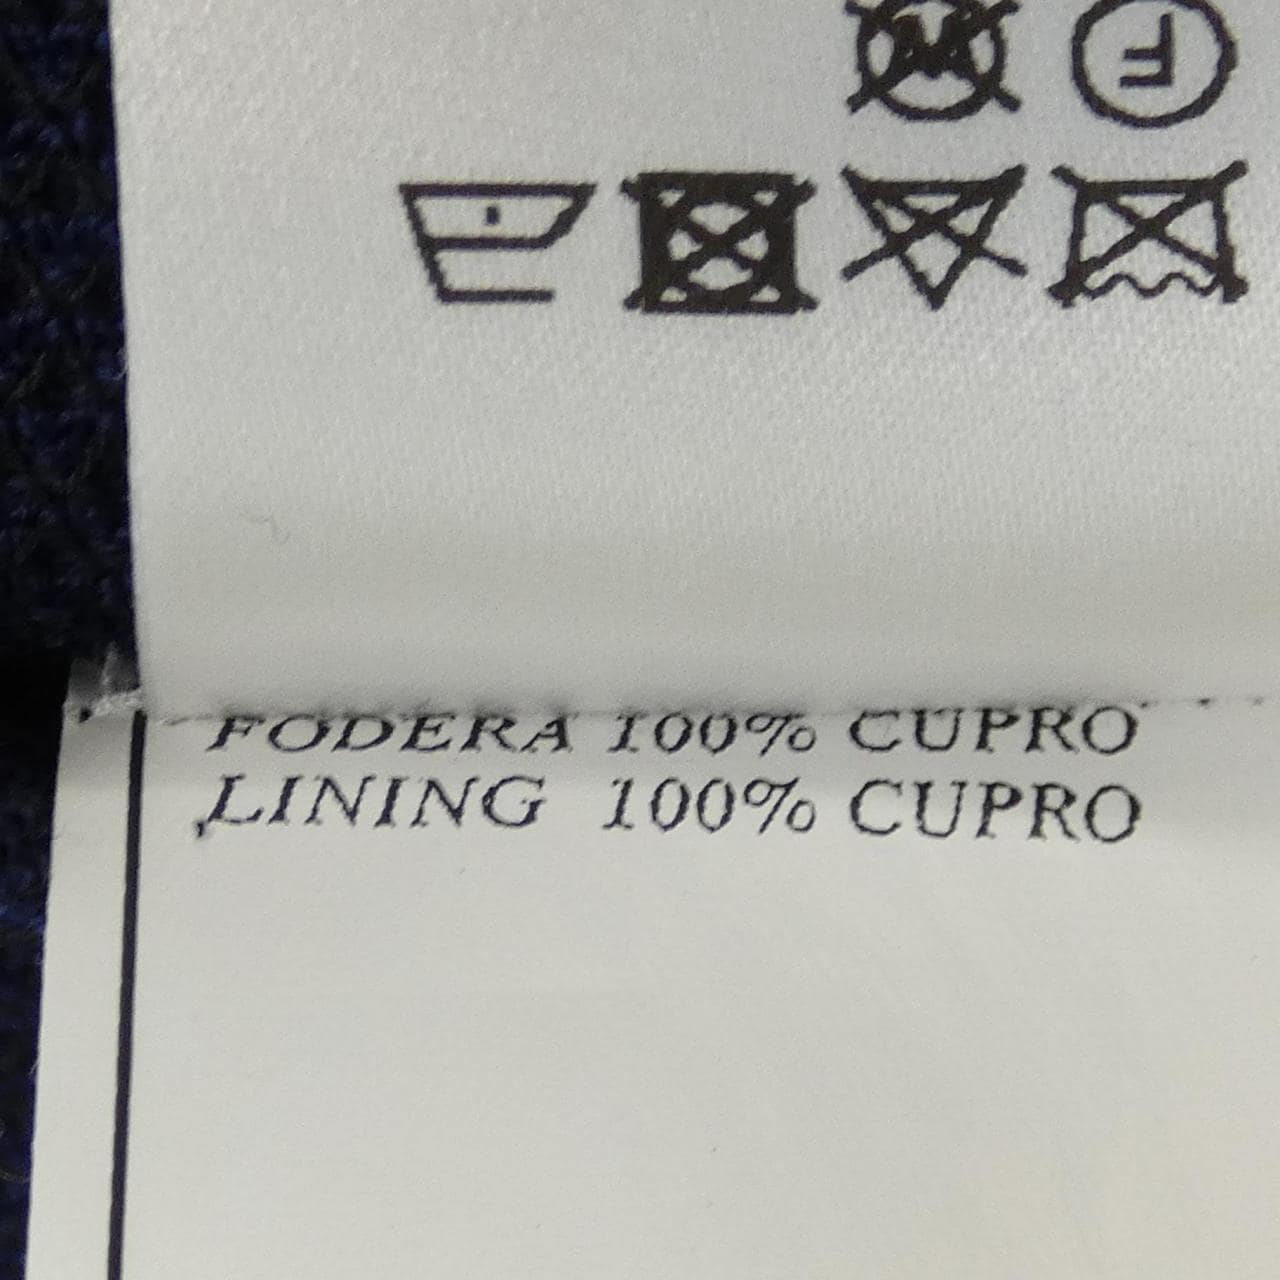 W
F
FODERA 100% CUPRO
LINING 100% CUPRO